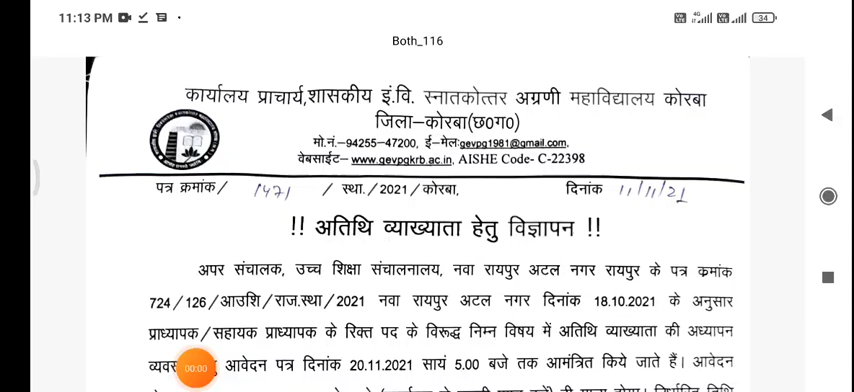 11:13 PM
4G
34
Both_116
कार्यालय प्राचार्य,शासकीय इं.वि. स्नातकोत्तर अग्रणी महाविद्यालय कोरबा
जिला–कोरबा(छ0ग0)
मो.नं.–94255–47200, ई–मेलःgevpg1981@gmail.com,
वेबसाईट– www.gevpgkrb.ac.in, AISHE Code- C-22398
पत्र क्रमांक/ 1471 /स्था./2021/कोरबा, दिनांक 11/11/21
!! अतिथि व्याख्याता हेतु विज्ञापन !!
अपर संचालक, उच्च शिक्षा संचालनालय, नवा रायपुर अटल नगर रायपुर के पत्र कमांक
724/126/आउशि/राज.स्था/2021 नवा रायपुर अटल नगर दिनांक 18.10.2021 के अनुसार
प्राध्यापक/सहायक प्राध्यापक के रिक्त पद के विरूद्ध निम्न विषय में अतिथि व्याख्याता की अध्यापन
00:00 आवेदन पत्र दिनांक 20.11.2021 सायं 5.00 बजे तक आमंत्रित किये जाते हैं। आवेदन